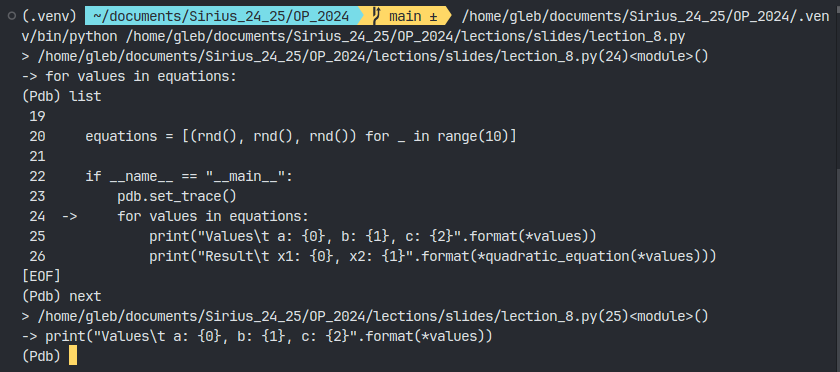 (.venv) ~/documents/Sirius_24_25/OP_2024 main ± /home/gleb/documents/Sirius_24_25/OP_2024/.ven
v/bin/python /home/gleb/documents/Sirius_24_25/OP_2024/lections/slides/lection_8.py
> /home/gleb/documents/Sirius_24_25/OP_2024/lections/slides/lection_8.py(24)<module>()
-> for values in equations:
(Pdb) list
19
20 equations = [(rnd(), rnd(), rnd()) for _ in range(10)]
21
22 if __name__ == "__main__":
23 pdb.set_trace()
24 -> for values in equations:
25 print("Values\t a: {0}, b: {1}, c: {2}".format(*values))
26 print("Result\t x1: {0}, x2: {1}".format(*quadratic_equation(*values)))
[EOF]
(Pdb) next
> /home/gleb/documents/Sirius_24_25/OP_2024/lections/slides/lection_8.py(25)<module>()
-> print("Values\t a: {0}, b: {1}, c: {2}".format(*values))
(Pdb)